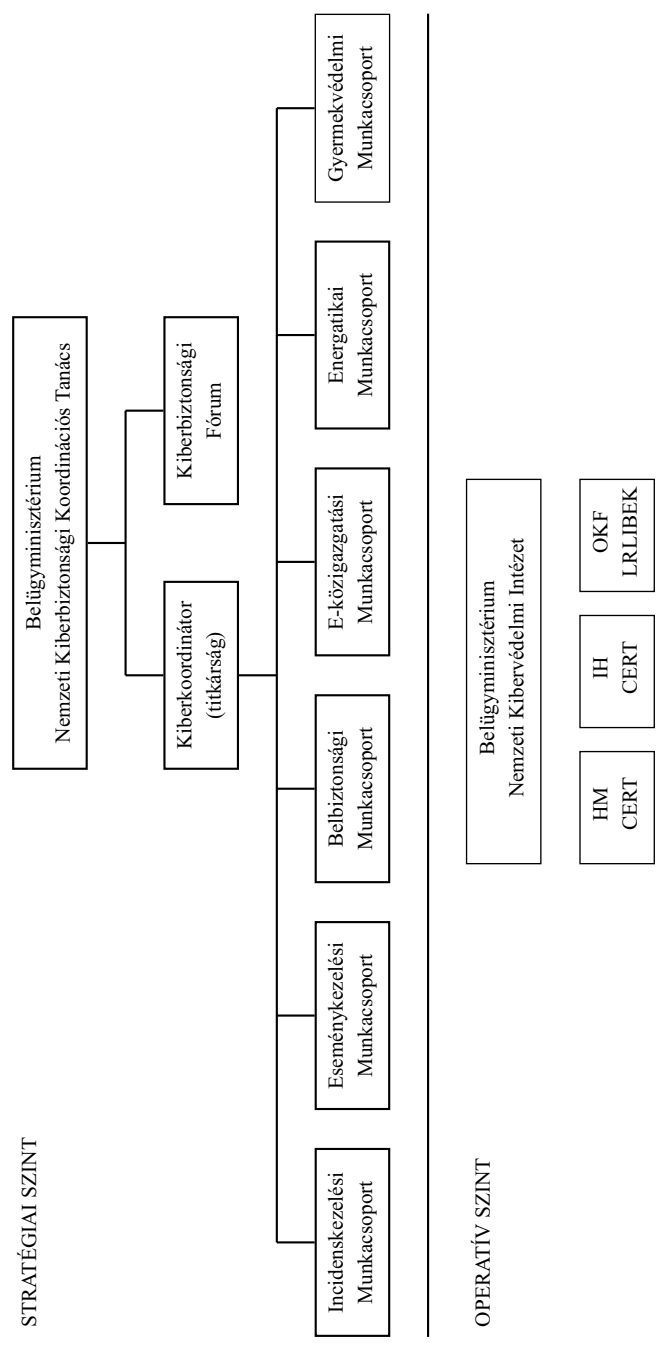 STRATÉGIAI SZINT
Belügyminisztérium
Nemzeti Kiberbiztonsági Koordinációs Tanács
Kiberkoordinátor
(titkárság)
Kiberbiztonsági
Fórum
Incidenskezelési
Munkacsoport
Eseménykezelési
Munkacsoport
Belbiztonsági
Munkacsoport
E-közigazgatási
Munkacsoport
Energatikai
Munkacsoport
Gyermekvédelmi
Munkacsoport
OPERATÍV SZINT
Belügyminisztérium
Nemzeti Kibervédelmi Intézet
HM
CERT
IH
CERT
OKF
LRLIBEK